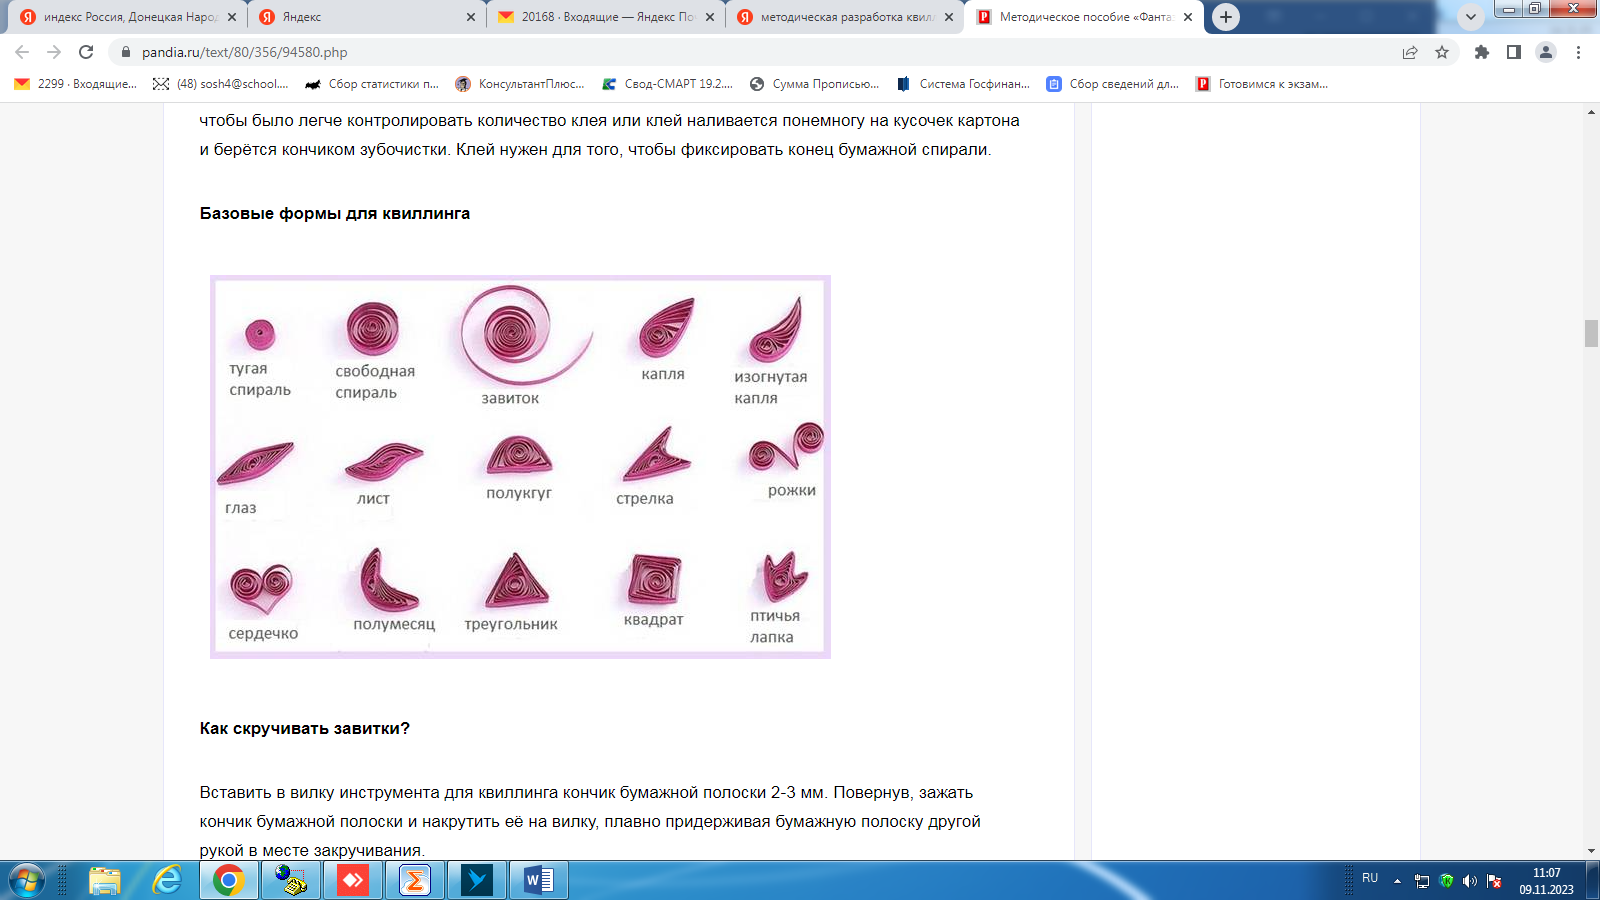 индекс Россия, Донецкая Народ
Яндекс
20168 · Входящие — Яндекс По
методическая разработка квил
Методическое пособие «Фанта
pandia.ru/text/80/356/94580.php
2299 · Входящие...
(48) sosh4@school....
Сбор статистики п...
КонсультантПлюс...
Свод-СМАРТ 19.2....
Сумма Прописью...
Система Госфинан...
Сбор сведений дл...
Готовимся к экзам...
чтобы было легче контролировать количество клея или клей наливается понемногу на кусочек картона
и берётся кончиком зубочистки. Клей нужен для того, чтобы фиксировать конец бумажной спирали.
Базовые формы для квиллинга
тугая
спираль
свободная
спираль
завиток
капля
изогнутая
капля
глаз
лист
полукгуг
стрелка
рожки
сердечко
полумесяц
треугольник
квадрат
птичья
лапка
Как скручивать завитки?
Вставить в вилку инструмента для квиллинга кончик бумажной полоски 2-3 мм. Повернув, зажать
кончик бумажной полоски и накрутить её на вилку, плавно придерживая бумажную полоску другой
рукой в месте закручивания.
RU
11:07
09.11.2023